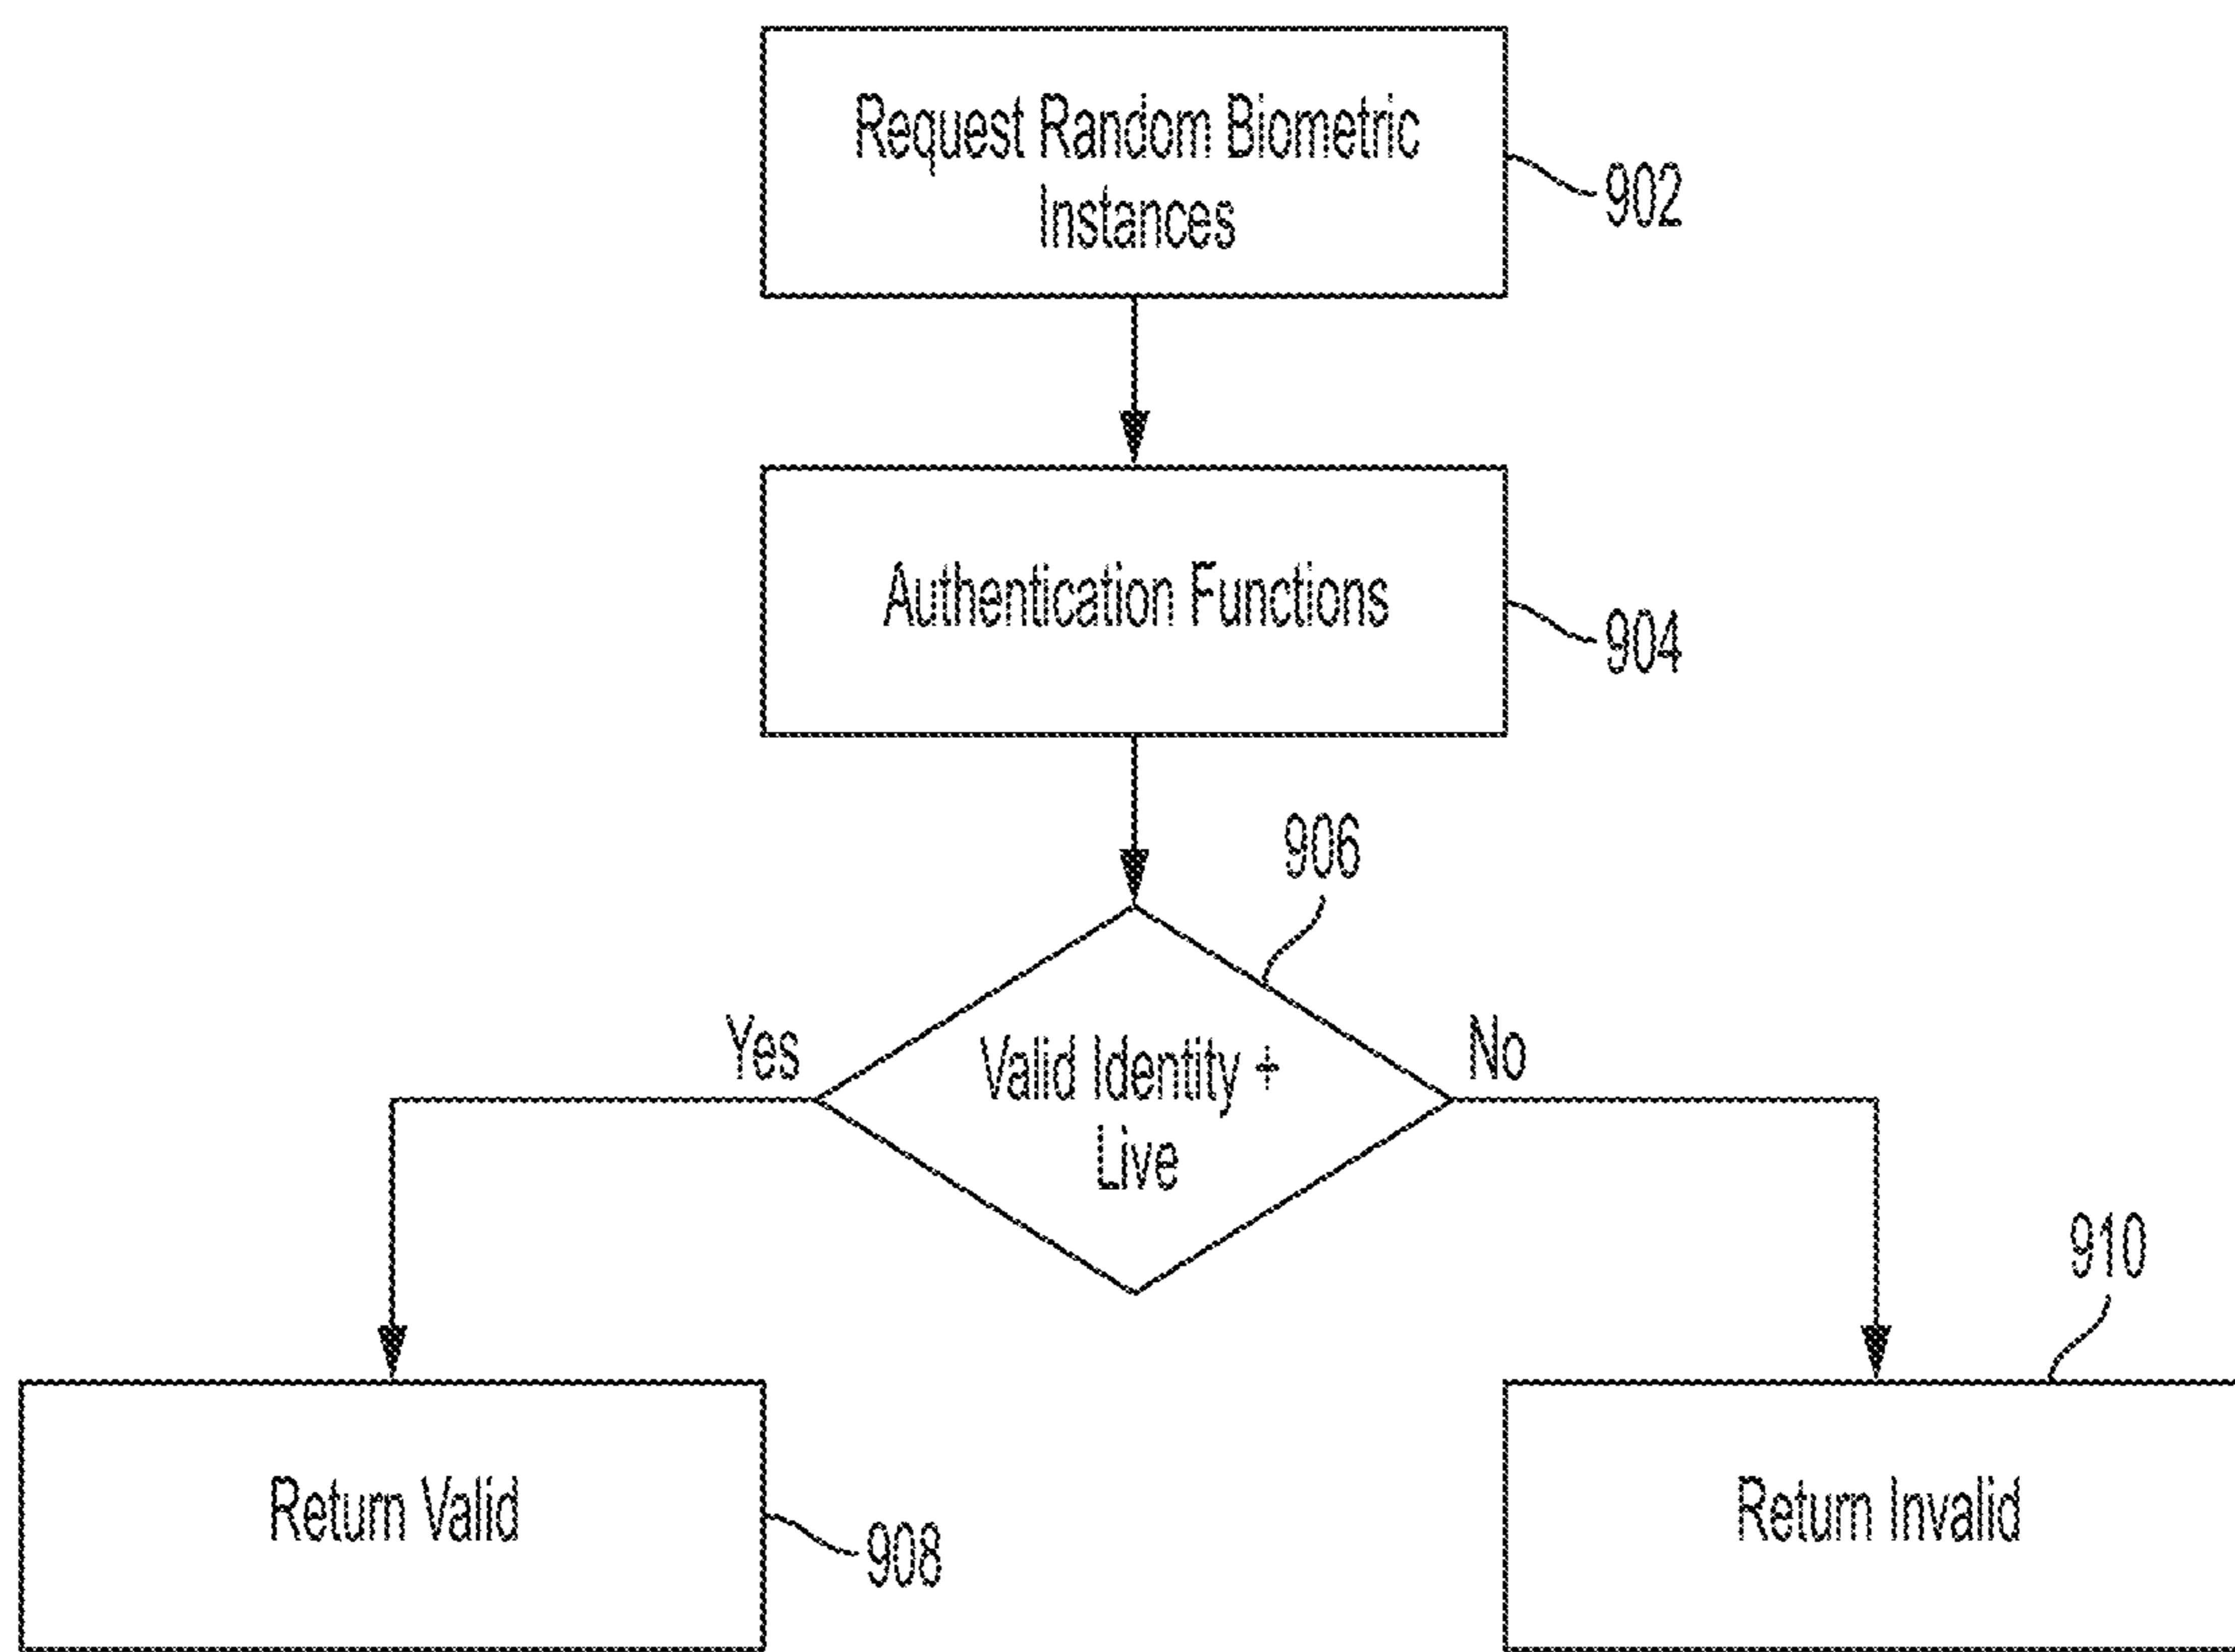 Request Random Biometric
Instances
902
Authentication Functions
904
906
Yes
Valid Identity +
Live
No
910
Return Valid
908
Return Invalid